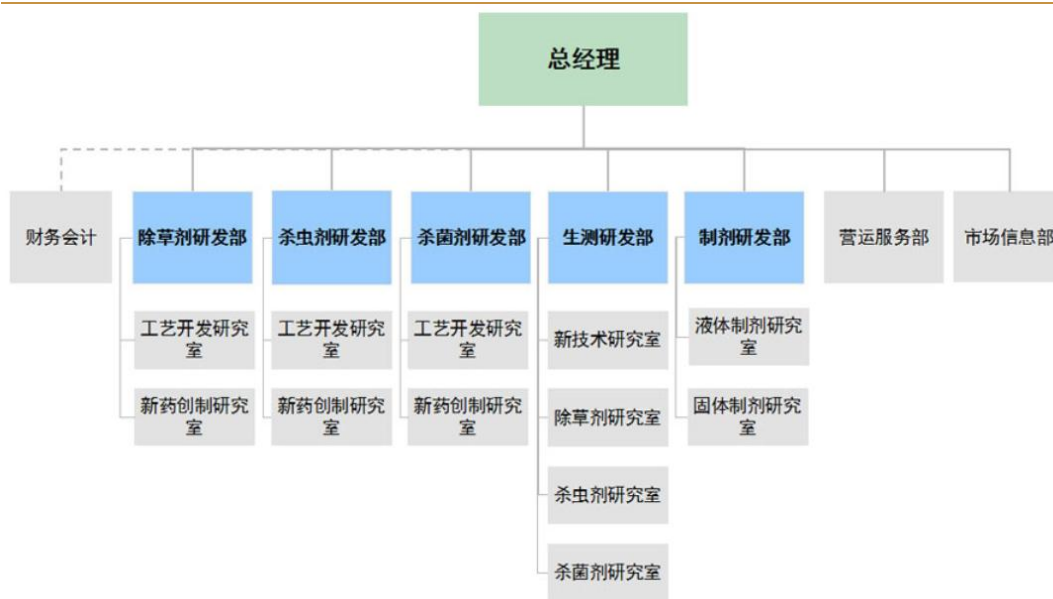 总经理
财务会计
除草剂研发部
杀虫剂研发部
杀菌剂研发部
生测研发部
制剂研发部
营运服务部
市场信息部
工艺开发研究
室
工艺开发研究
室
工艺开发研究
室
新技术研究室
液体制剂研究
室
新药创制研究
室
新药创制研究
室
新药创制研究
室
除草剂研究室
固体制剂研究
室
杀虫剂研究室
杀菌剂研究室